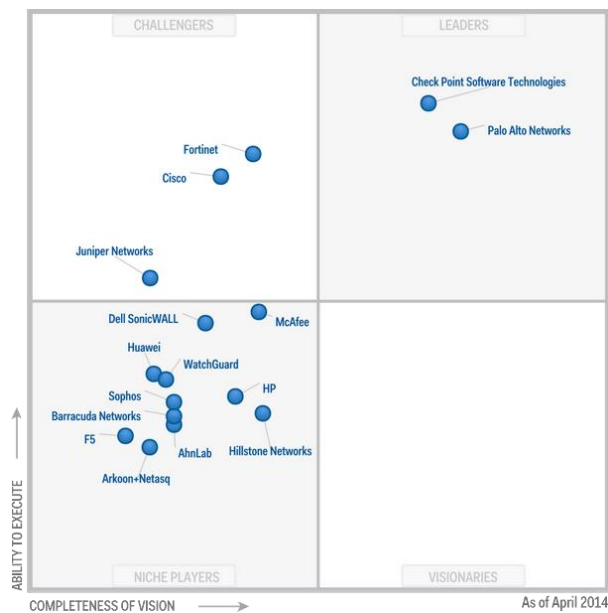 CHALLENGERS
LEADERS
Check Point Software Technologies
Palo Alto Networks
Fortinet
Cisco
Juniper Networks
Dell SonicWALL
McAfee
Huawei
WatchGuard
Sophos
HP
Barracuda Networks
F5
AhnLab
Hillstone Networks
Arkoon+Netasq
ABILITY TO EXECUTE
NICHE PLAYERS
VISIONARIES
COMPLETENESS OF VISION
As of April 2014